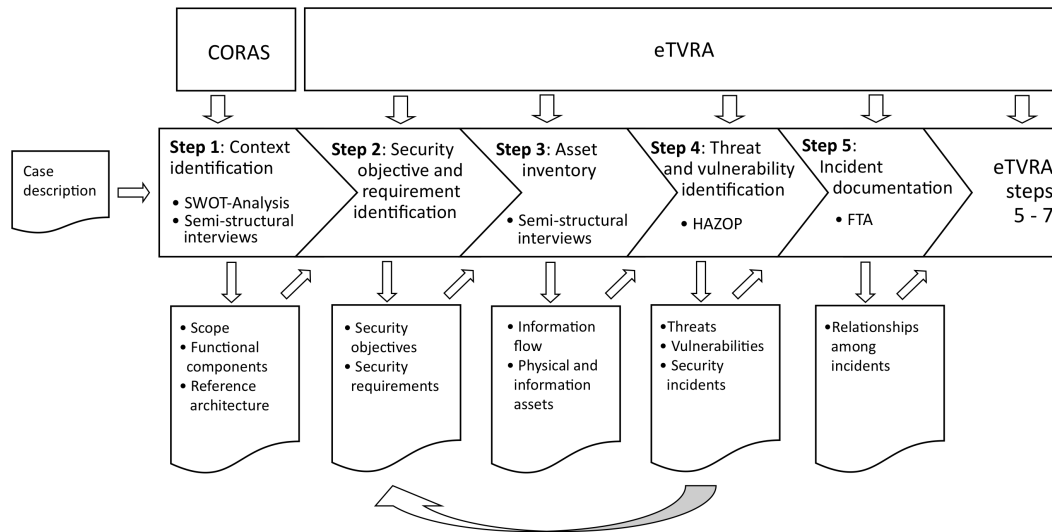 CORAS
eTVRA
Case
description
Step 1: Context
identification
• SWOT-Analysis
• Semi-structural
interviews
Step 2: Security
objective and
requirement
identification
Step 3: Asset
inventory
• Semi-structural
interviews
Step 4: Threat
and vulnerability
identification
• HAZOP
Step 5:
Incident
documentation
• FTA
eTVRA
steps
5 - 7
• Scope
• Functional
components
• Reference
architecture
• Security
objectives
• Security
requirements
• Information
flow
• Physical and
information
assets
•Threats
• Vulnerabilities
• Security
incidents
•Relationships
among
incidents